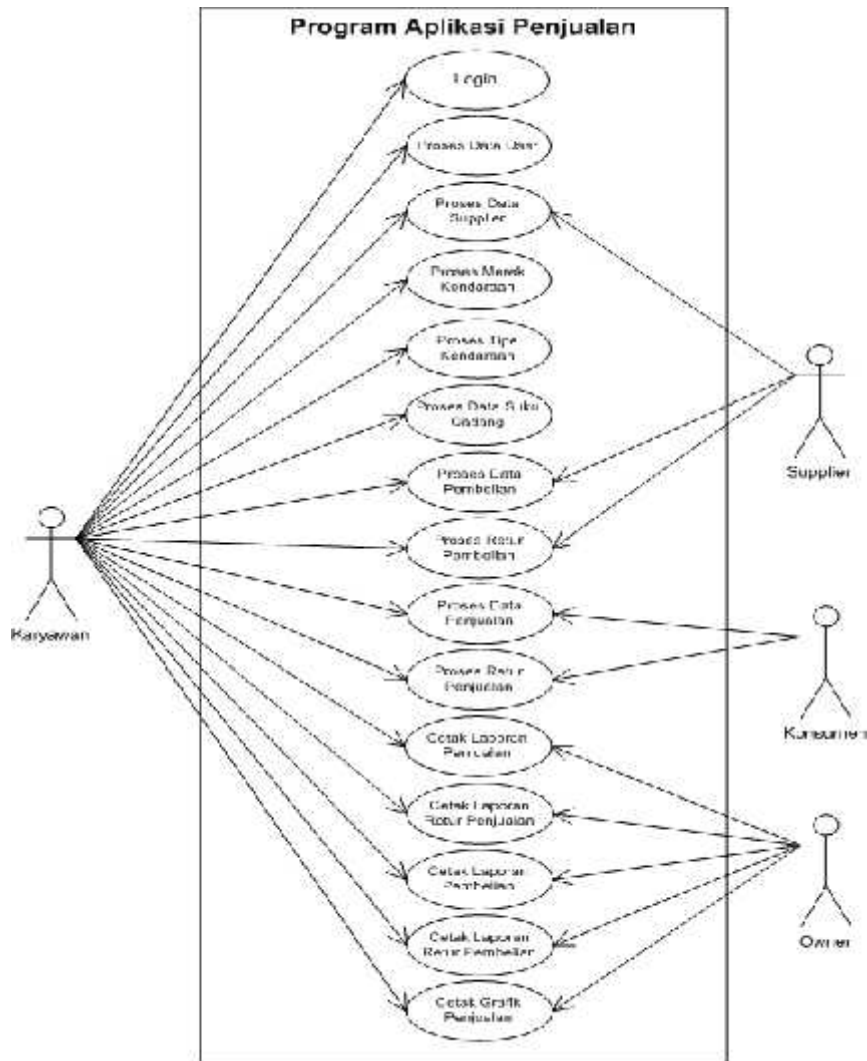 Program Aplikasi Penjualan
Login
Proses Data User
Proses Data
Supplier
Proses Merek
Kendaraan
Proses Tipe
Kendaraan
Proses Data Suku
Cadang
Proses Data
Pembelian
Proses Retur
Pembelian
Proses Data
Penjualan
Proses Retur
Penjualan
Cetak Laporan
Penjualan
Cetak Laporan
Retur Penjualan
Cetak Laporan
Pembelian
Cetak Laporan
Retur Pembelian
Cetak Grafik
Penjualan
Karyawan
Supplier
Konsumen
Owner